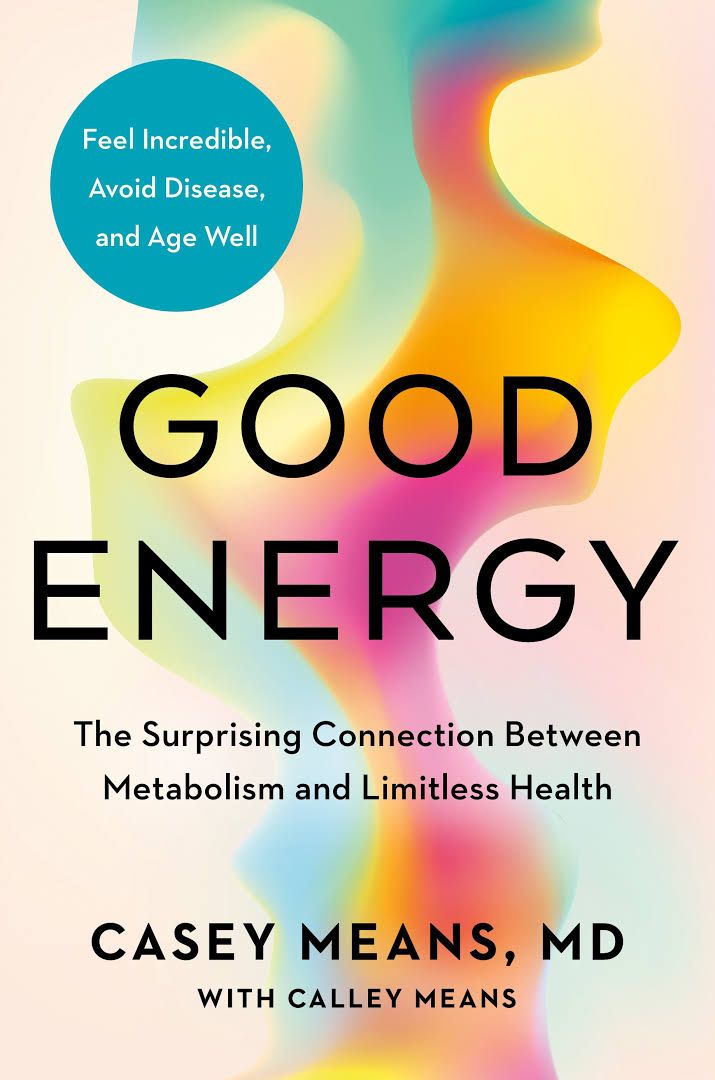 Feel Incredible,
Avoid Disease,
and Age Well
GOOD
ENERGY
The Surprising Connection Between
Metabolism and Limitless Health
CASEY MEANS, MD
WITH CALLEY MEANS